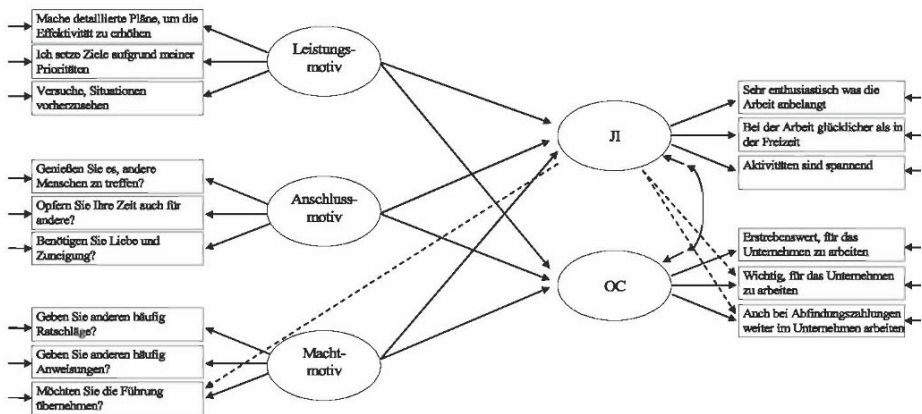 Mache detaillierte Pläne, um die
Effektivität zu erhöhen
Ich setze Ziele aufgrund meiner
Prioritäten
Versuche, Situationen
vorherzusehen
Leistungs-
motiv
Genießen Sie es, andere
Menschen zu treffen?
Opfern Sie Ihre Zeit auch für
andere?
Benötigen Sie Liebe und
Zuneigung?
Anschluss-
motiv
Geben Sie anderen häufig
Ratschläge?
Geben Sie anderen häufig
Anweisungen?
Möchten Sie die Führung
übernehmen?
Macht-
motiv
JI
Sehr enthusiastisch was die
Arbeit anbelangt
Bei der Arbeit glücklicher als in
der Freizeit
Aktivitäten sind spannend
OC
Erstrebenswert, für das
Unternehmen zu arbeiten
Wichtig, für das Unternehmen
zu arbeiten
Auch bei Abfindungszahlungen
weiter im Unternehmen arbeiten